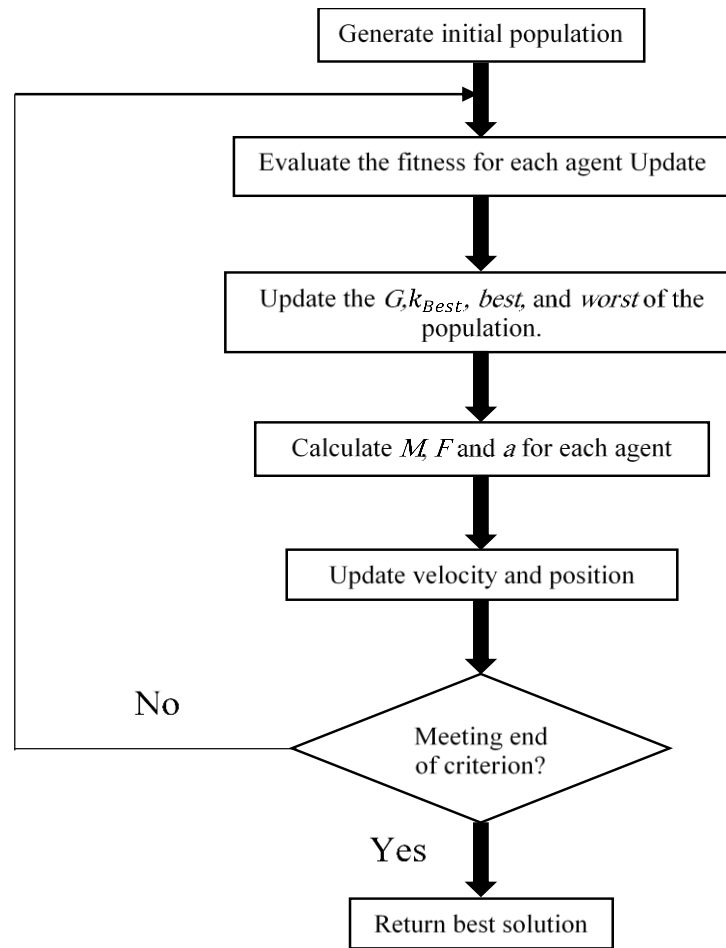 Generate initial population
Evaluate the fitness for each agent Update
Update the G,k_Best, best, and worst of the
population.
Calculate M, F and a for each agent
Update velocity and position
No
Meeting end
of criterion?
Yes
Return best solution